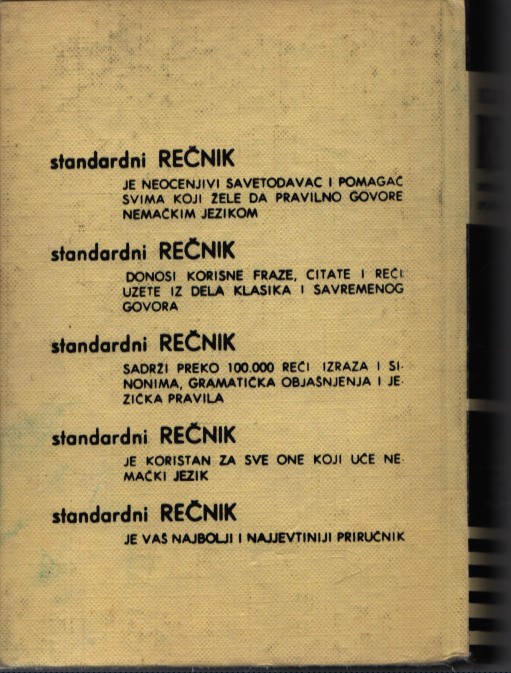 standardni REČNIK
JE NEOCENJIVI SAVETODAVAC I POMAGAČ
SVIMA KOJI ŽELE DA PRAVILNO GOVORE
NEMAČKIM JEZIKOM
standardni REČNIK
DONOSI KORISNE FRAZE, CITATE I REČI
UZETE IZ DELA KLASIKA I SAVREMENOG
GOVORA
standardni REČNIK
SADRŽI PREKO 100.000 REČI IZRAZA I SI-
NONIMA, GRAMATIČKA OBJAŠNJENJA I JE-
ZIČKA PRAVILA
standardni REČNIK
JE KORISTAN ZA SVE ONE KOJI UČE NE-
MAČKI JEZIK
standardni REČNIK
JE VAŠ NAJBOLJI I NAJJEVTINIJI PRIRUČNIK